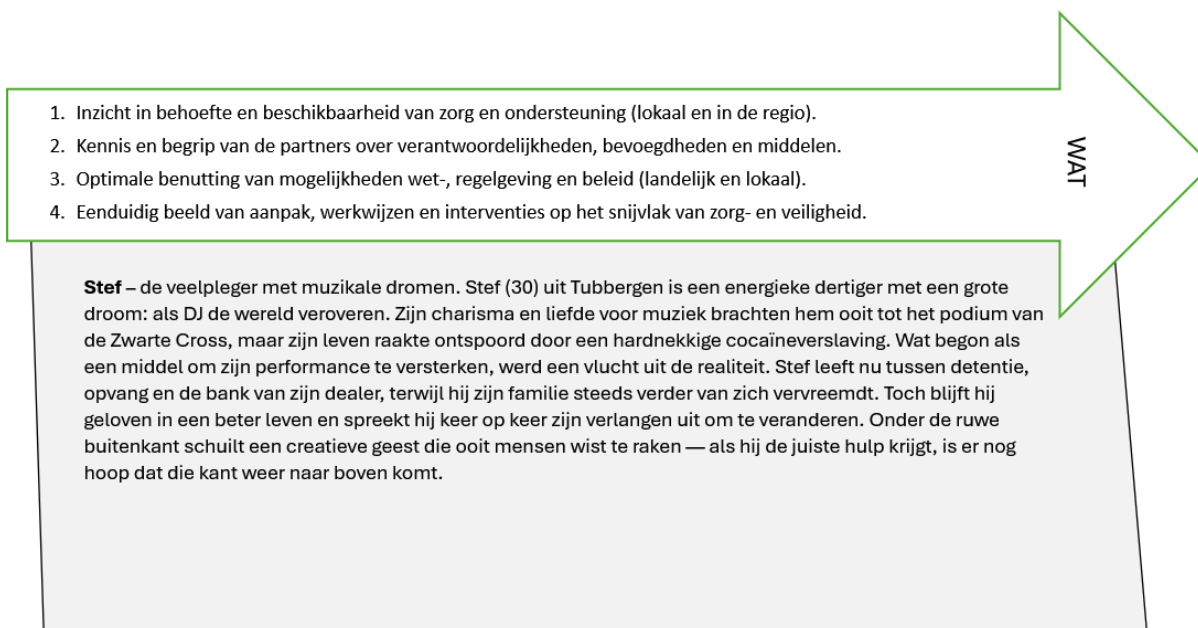 1. Inzicht in behoefte en beschikbaarheid van zorg en ondersteuning (lokaal en in de regio).
2. Kennis en begrip van de partners over verantwoordelijkheden, bevoegdheden en middelen.
3. Optimale benutting van mogelijkheden wet-, regelgeving en beleid (landelijk en lokaal).
4. Eenduidig beeld van aanpak, werkwijzen en interventies op het snijvlak van zorg- en veiligheid.
WAT
Stef – de veelpleger met muzikale dromen. Stef (30) uit Tubbergen is een energieke dertiger met een grote
droom: als DJ de wereld veroveren. Zijn charisma en liefde voor muziek brachten hem ooit tot het podium van
de Zwarte Cross, maar zijn leven raakte ontspoord door een hardnekkige cocaïneverslaving. Wat begon als
een middel om zijn performance te versterken, werd een vlucht uit de realiteit. Stef leeft nu tussen detentie,
opvang en de bank van zijn dealer, terwijl hij zijn familie steeds verder van zich vervreemdt. Toch blijft hij
geloven in een beter leven en spreekt hij keer op keer zijn verlangen uit om te veranderen. Onder de ruwe
buitenkant schuilt een creatieve geest die ooit mensen wist te raken — als hij de juiste hulp krijgt, is er nog
hoop dat die kant weer naar boven komt.